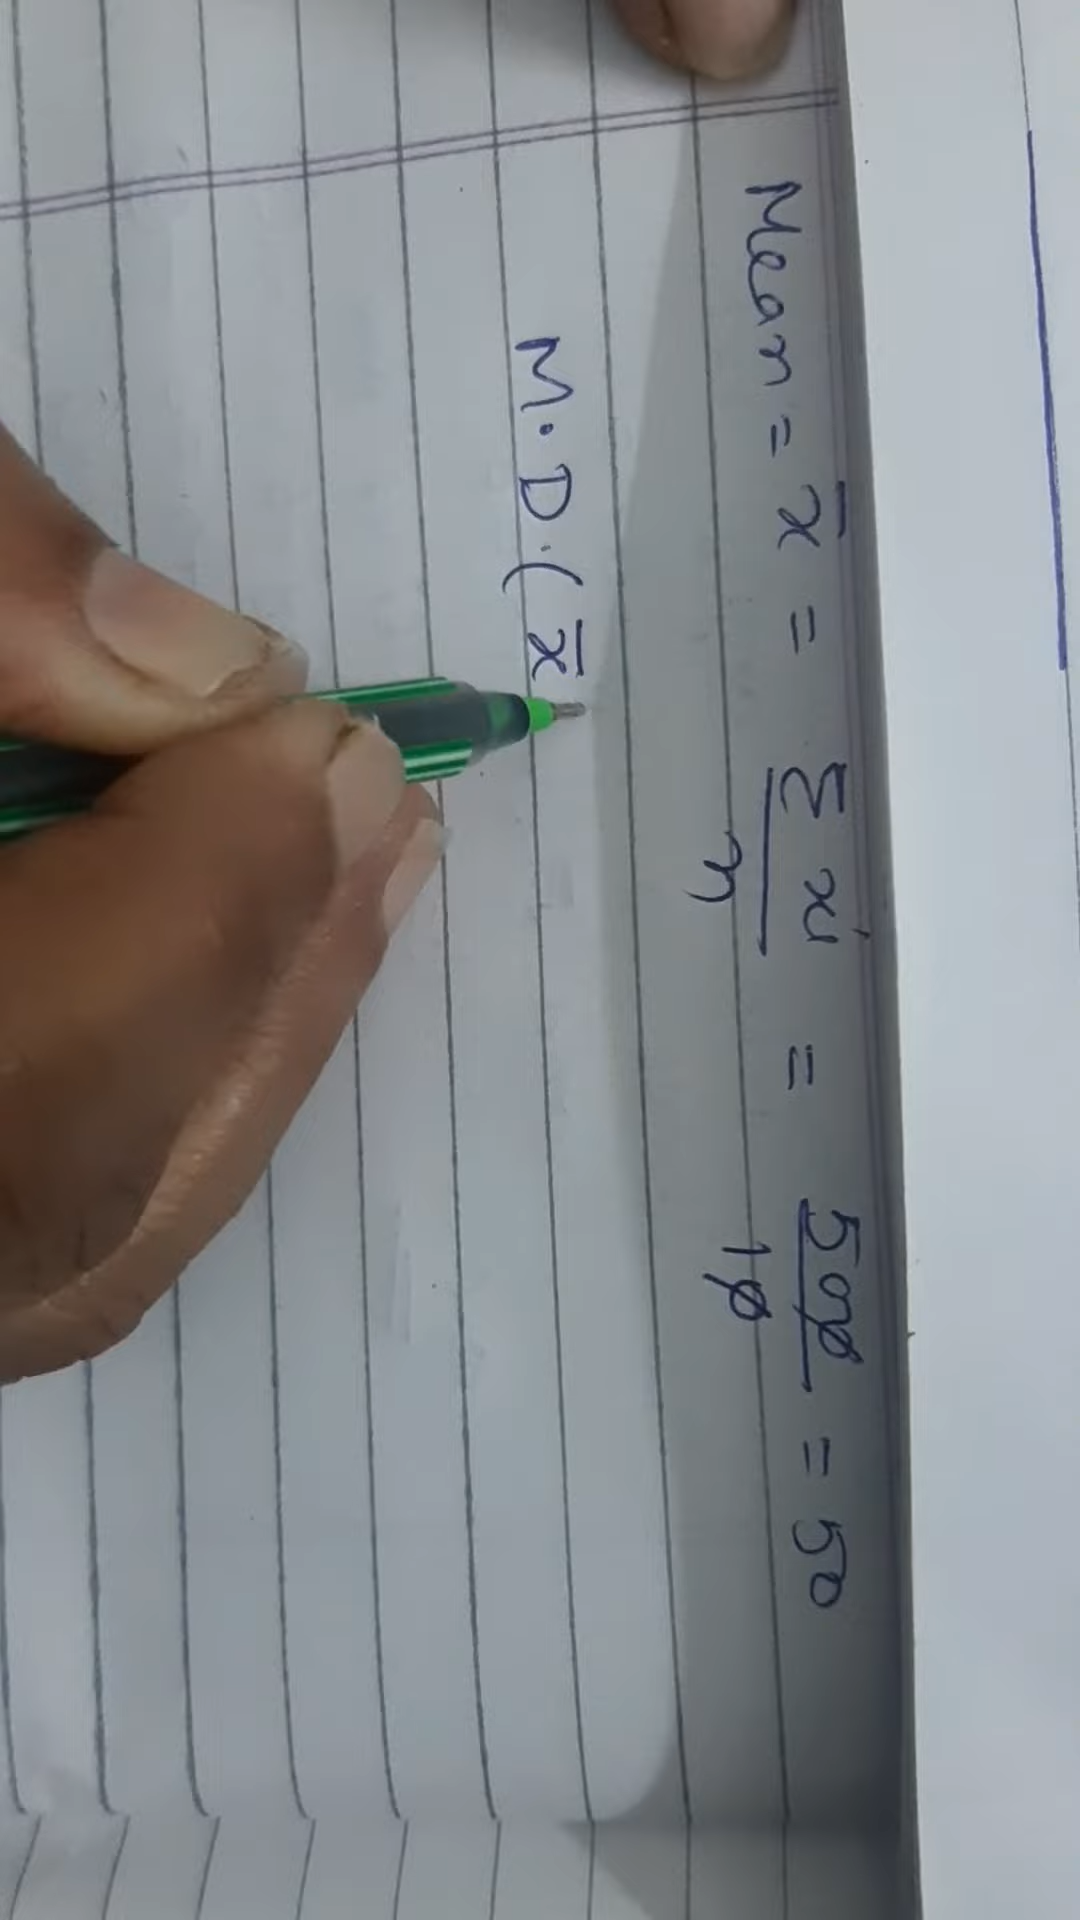 Mean = x̄ = Σxi / n = 500 / 10 = 50
M.D.(x̄